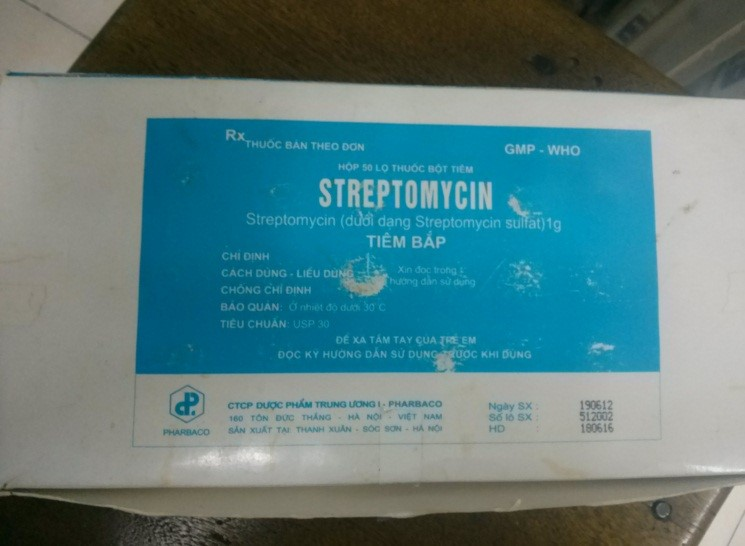 Rx THUỐC BÁN THEO ĐƠN
GMP - WHO
HỘP 50 LỌ THUỐC BỘT TIÊM
STREPTOMYCIN
Streptomycin (dưới dạng Streptomycin sulfat) 1g
TIÊM BẮP
CHỈ ĐỊNH
CÁCH DÙNG - LIỀU DÙNG
CHỐNG CHỈ ĐỊNH
Xin đọc trong
hướng dẫn sử dụng
BẢO QUẢN: Ở nhiệt độ dưới 30°C
TIÊU CHUẨN: USP 30
ĐỂ XA TẦM TAY CỦA TRẺ EM
ĐỌC KỸ HƯỚNG DẪN SỬ DỤNG TRƯỚC KHI DÙNG
PHARBACO
CTCP DƯỢC PHẨM TRUNG ƯƠNG I - PHARBACO
160 TÔN ĐỨC THẮNG - HÀ NỘI - VIỆT NAM
SẢN XUẤT TẠI THANH XUÂN - SÓC SƠN - HÀ NỘI
Ngày SX : 190612
Số lô SX : 512002
HD : 180616